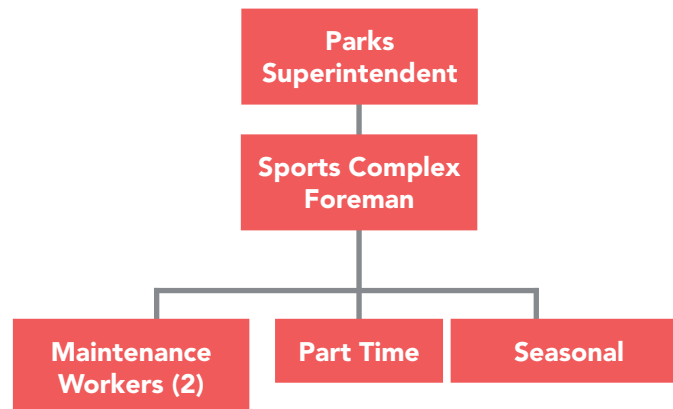 Parks
Superintendent
Sports Complex
Foreman
Maintenance
Workers (2)
Part Time
Seasonal